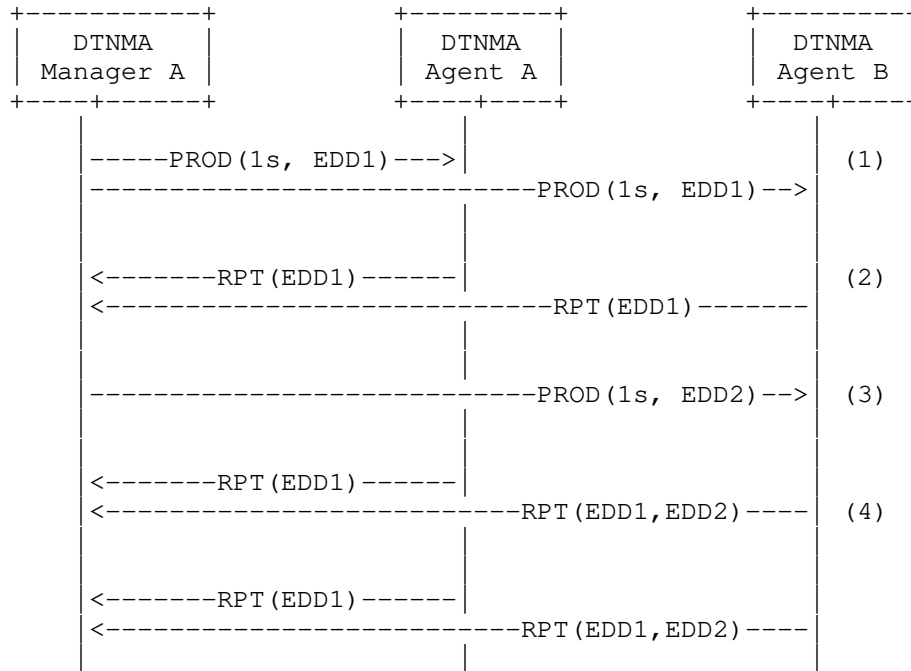 DTNMA DTNMA DTNMA
Manager A Agent A Agent B
-----PROD(1s, EDD1)---> (1)
----------------------------PROD(1s, EDD1)-->
<-------RPT(EDD1)------ (2)
<----------------------------RPT(EDD1)-------
----------------------------PROD(1s, EDD2)--> (3)
<-------RPT(EDD1)------
<--------------------------RPT(EDD1,EDD2)---- (4)
<-------RPT(EDD1)------
<--------------------------RPT(EDD1,EDD2)----